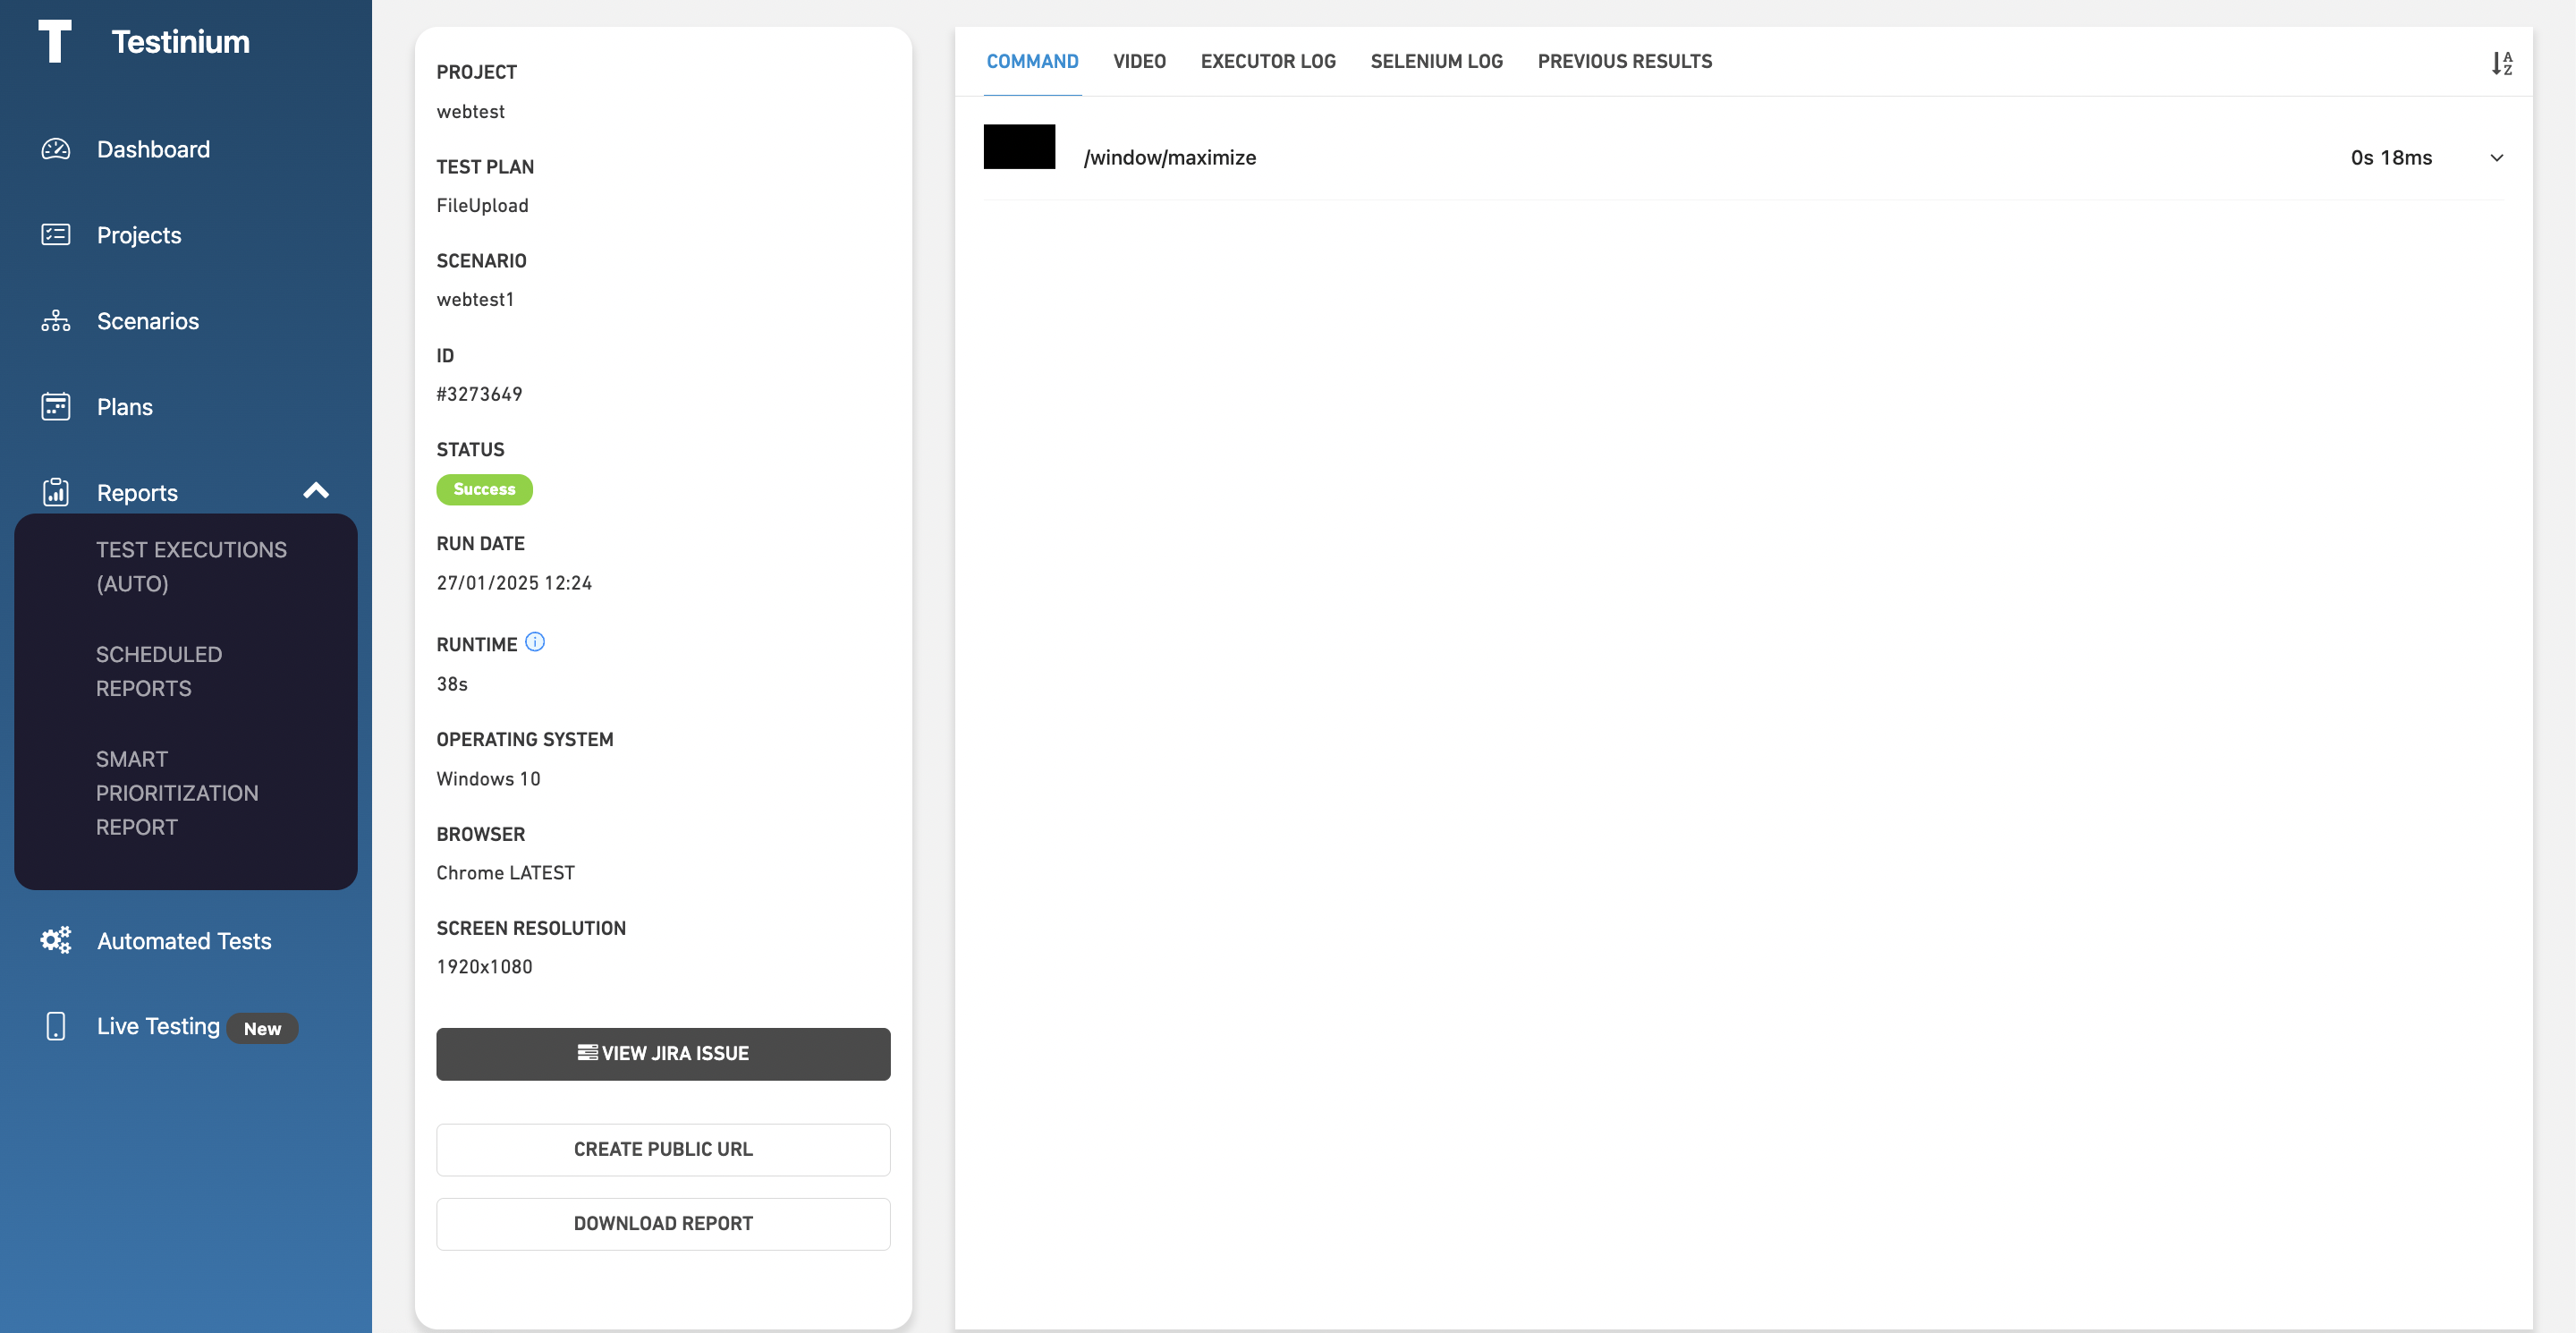 T Testinium
Dashboard
Projects
Scenarios
Plans
Reports
TEST EXECUTIONS
(AUTO)
SCHEDULED
REPORTS
SMART
PRIORITIZATION
REPORT
Automated Tests
Live Testing New
PROJECT
webtest
TEST PLAN
FileUpload
SCENARIO
webtest1
ID
#3273649
STATUS
Success
RUN DATE
27/01/2025 12:24
RUNTIME
38s
OPERATING SYSTEM
Windows 10
BROWSER
Chrome LATEST
SCREEN RESOLUTION
1920x1080
VIEW JIRA ISSUE
CREATE PUBLIC URL
DOWNLOAD REPORT
COMMAND VIDEO EXECUTOR LOG SELENIUM LOG PREVIOUS RESULTS
/window/maximize 0s 18ms